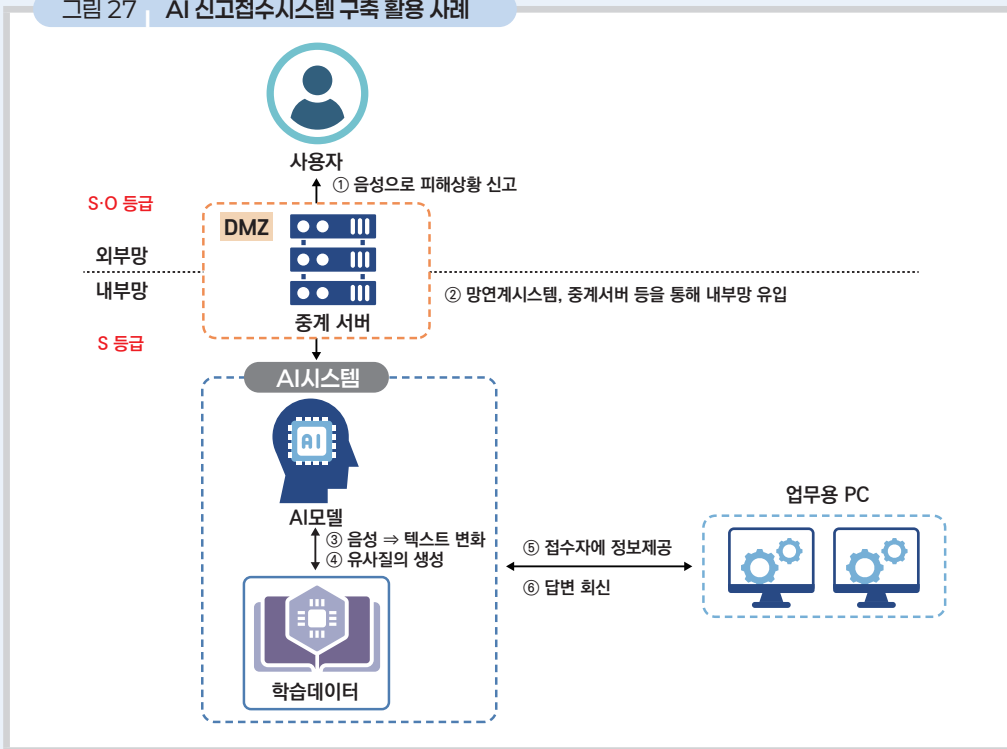 그림 27 AI 신고접수시스템 구축 활용 사례
사용자
① 음성으로 피해상황 신고
S·O 등급
DMZ
외부망
내부망
② 망연계시스템, 중계서버 등을 통해 내부망 유입
중계 서버
S 등급
AI시스템
AI
AI모델
③ 음성 ⇒ 텍스트 변화
④ 유사질의 생성
업무용 PC
⑤ 접수자에 정보제공
⑥ 답변 회신
학습데이터